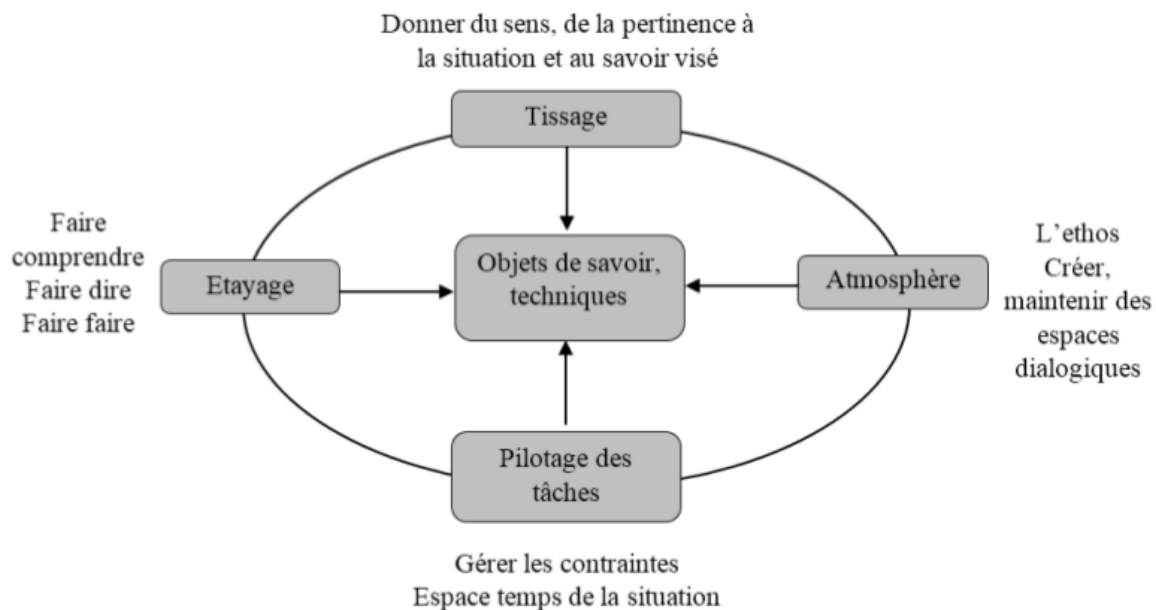 Donner du sens, de la pertinence à
la situation et au savoir visé
Tissage
Faire
comprendre
Faire dire
Faire faire
Etayage
Objets de savoir,
techniques
Atmosphère
L’ethos
Créer,
maintenir des
espaces
dialogiques
Pilotage des
tâches
Gérer les contraintes
Espace temps de la situation